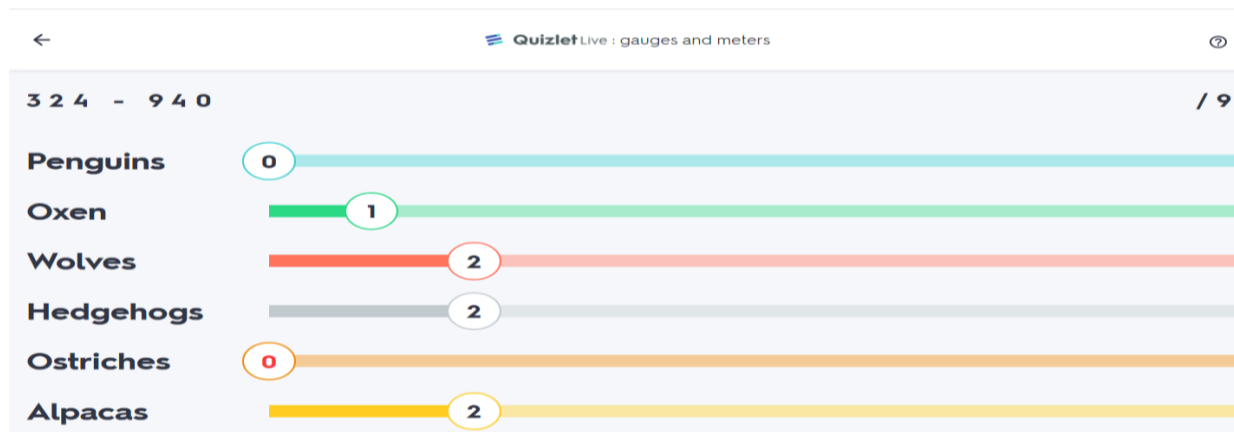 Quizlet Live : gauges and meters
324 - 940
/ 9
Penguins 0
Oxen 1
Wolves 2
Hedgehogs 2
Ostriches 0
Alpacas 2